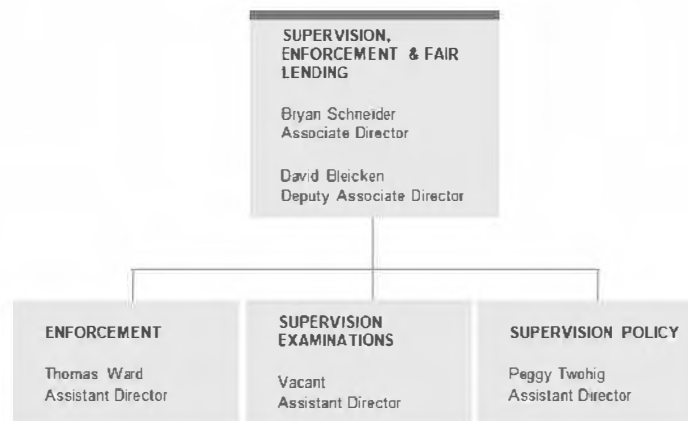 SUPERVISION,
ENFORCEMENT & FAIR
LENDING
Bryan Schneider
Associate Director
David Bleicken
Deputy Associate Director
ENFORCEMENT
Thomas Ward
Assistant Director
SUPERVISION
EXAMINATIONS
Vacant
Assistant Director
SUPERVISION POLICY
Peggy Twohig
Assistant Director